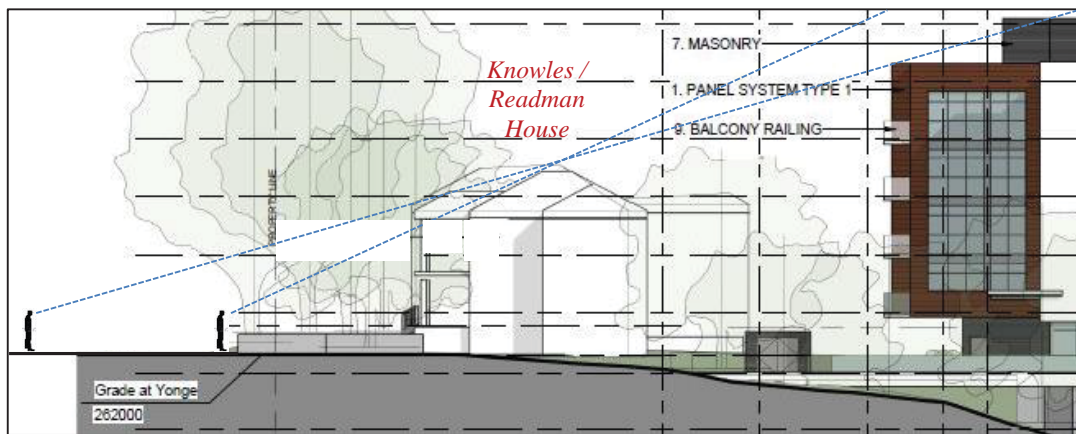 Knowles /
Readman
House
7. MASONRY
1. PANEL SYSTEM TYPE 1
9. BALCONY RAILING
PROPERTY LINE
Grade at Yonge
262000